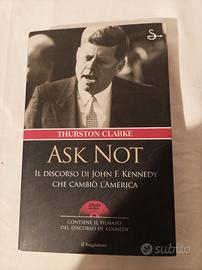 THURSTON CLARKE
ASK NOT
IL DISCORSO DI JOHN F. KENNEDY
CHE CAMBIÒ L'AMERICA
DVD
CONTIENE IL FILMATO
DEL DISCORSO DI KENNEDY
il Saggiatore
subito